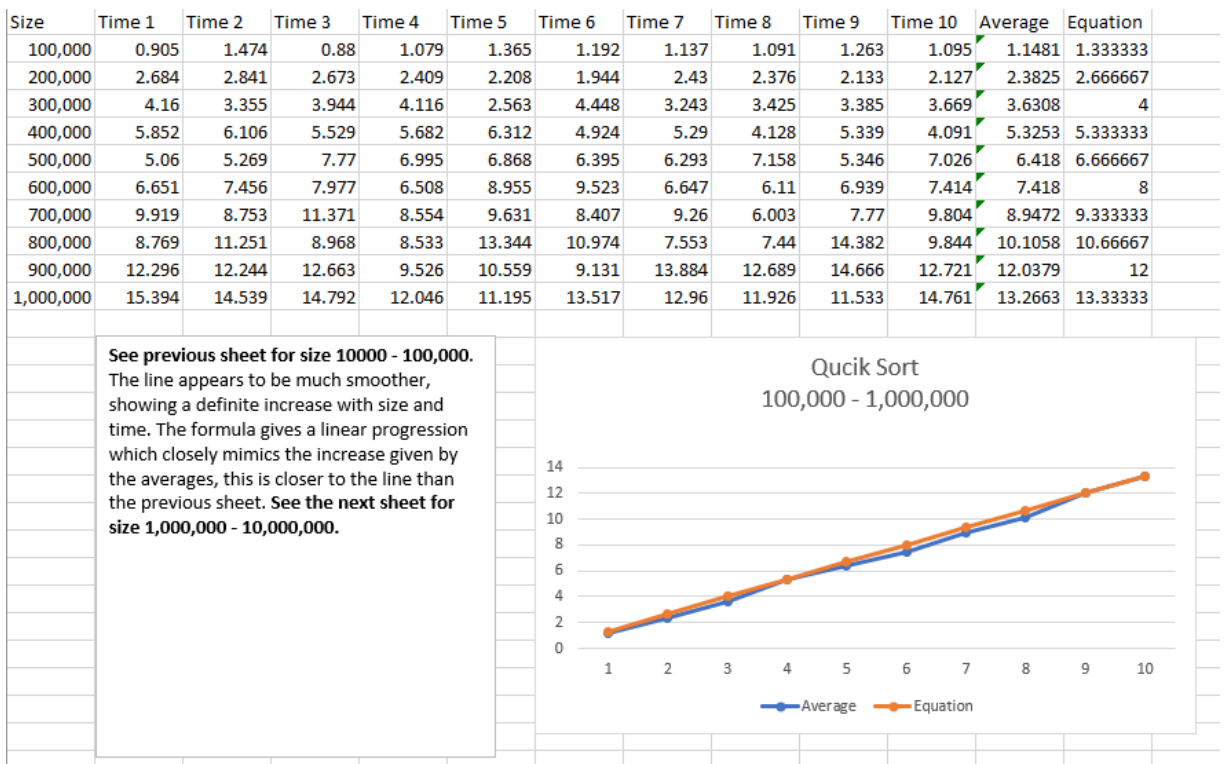 Size Time 1 Time 2 Time 3 Time 4 Time 5 Time 6 Time 7 Time 8 Time 9 Time 10 Average Equation
100,000 0.905 1.474 0.88 1.079 1.365 1.192 1.137 1.091 1.263 1.095 1.1481 1.333333
200,000 2.684 2.841 2.673 2.409 2.208 1.944 2.43 2.376 2.133 2.127 2.3825 2.666667
300,000 4.16 3.355 3.944 4.116 2.563 4.448 3.243 3.425 3.385 3.669 3.6308 4
400,000 5.852 6.106 5.529 5.682 6.312 4.924 5.29 4.128 5.339 4.091 5.3253 5.333333
500,000 5.06 5.269 7.77 6.995 6.868 6.395 6.293 7.158 5.346 7.026 6.418 6.666667
600,000 6.651 7.456 7.977 6.508 8.955 9.523 6.647 6.11 6.939 7.414 7.418 8
700,000 9.919 8.753 11.371 8.554 9.631 8.407 9.26 6.003 7.77 9.804 8.9472 9.333333
800,000 8.769 11.251 8.968 8.533 13.344 10.974 7.553 7.44 14.382 9.844 10.1058 10.66667
900,000 12.296 12.244 12.663 9.526 10.559 9.131 13.884 12.689 14.666 12.721 12.0379 12
1,000,000 15.394 14.539 14.792 12.046 11.195 13.517 12.96 11.926 11.533 14.761 13.2663 13.33333
See previous sheet for size 10000 - 100,000.
The line appears to be much smoother,
showing a definite increase with size and
time. The formula gives a linear progression
which closely mimics the increase given by
the averages, this is closer to the line than
the previous sheet. See the next sheet for
size 1,000,000 - 10,000,000.
Qucik Sort
100,000 - 1,000,000
14
12
10
8
6
4
2
0
1 2 3 4 5 6 7 8 9 10
Average Equation